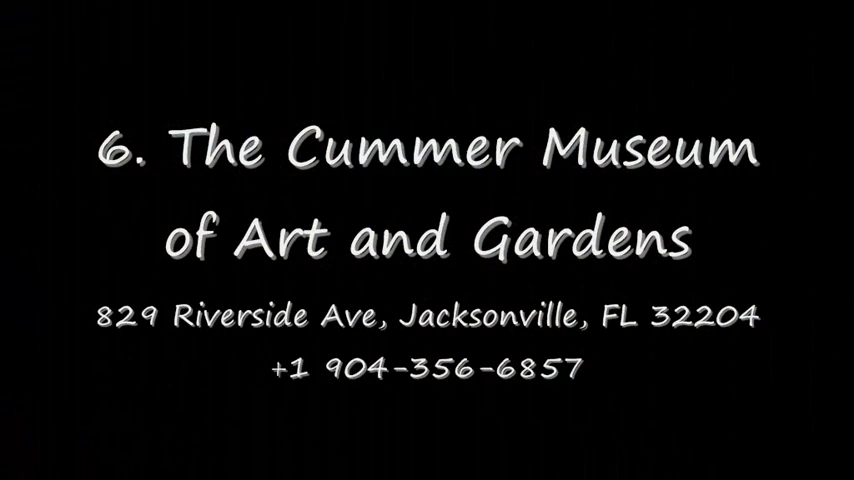 6. The Cummer Museum
of Art and Gardens
829 Riverside Ave, Jacksonville, FL 32204
+1 904-356-6857